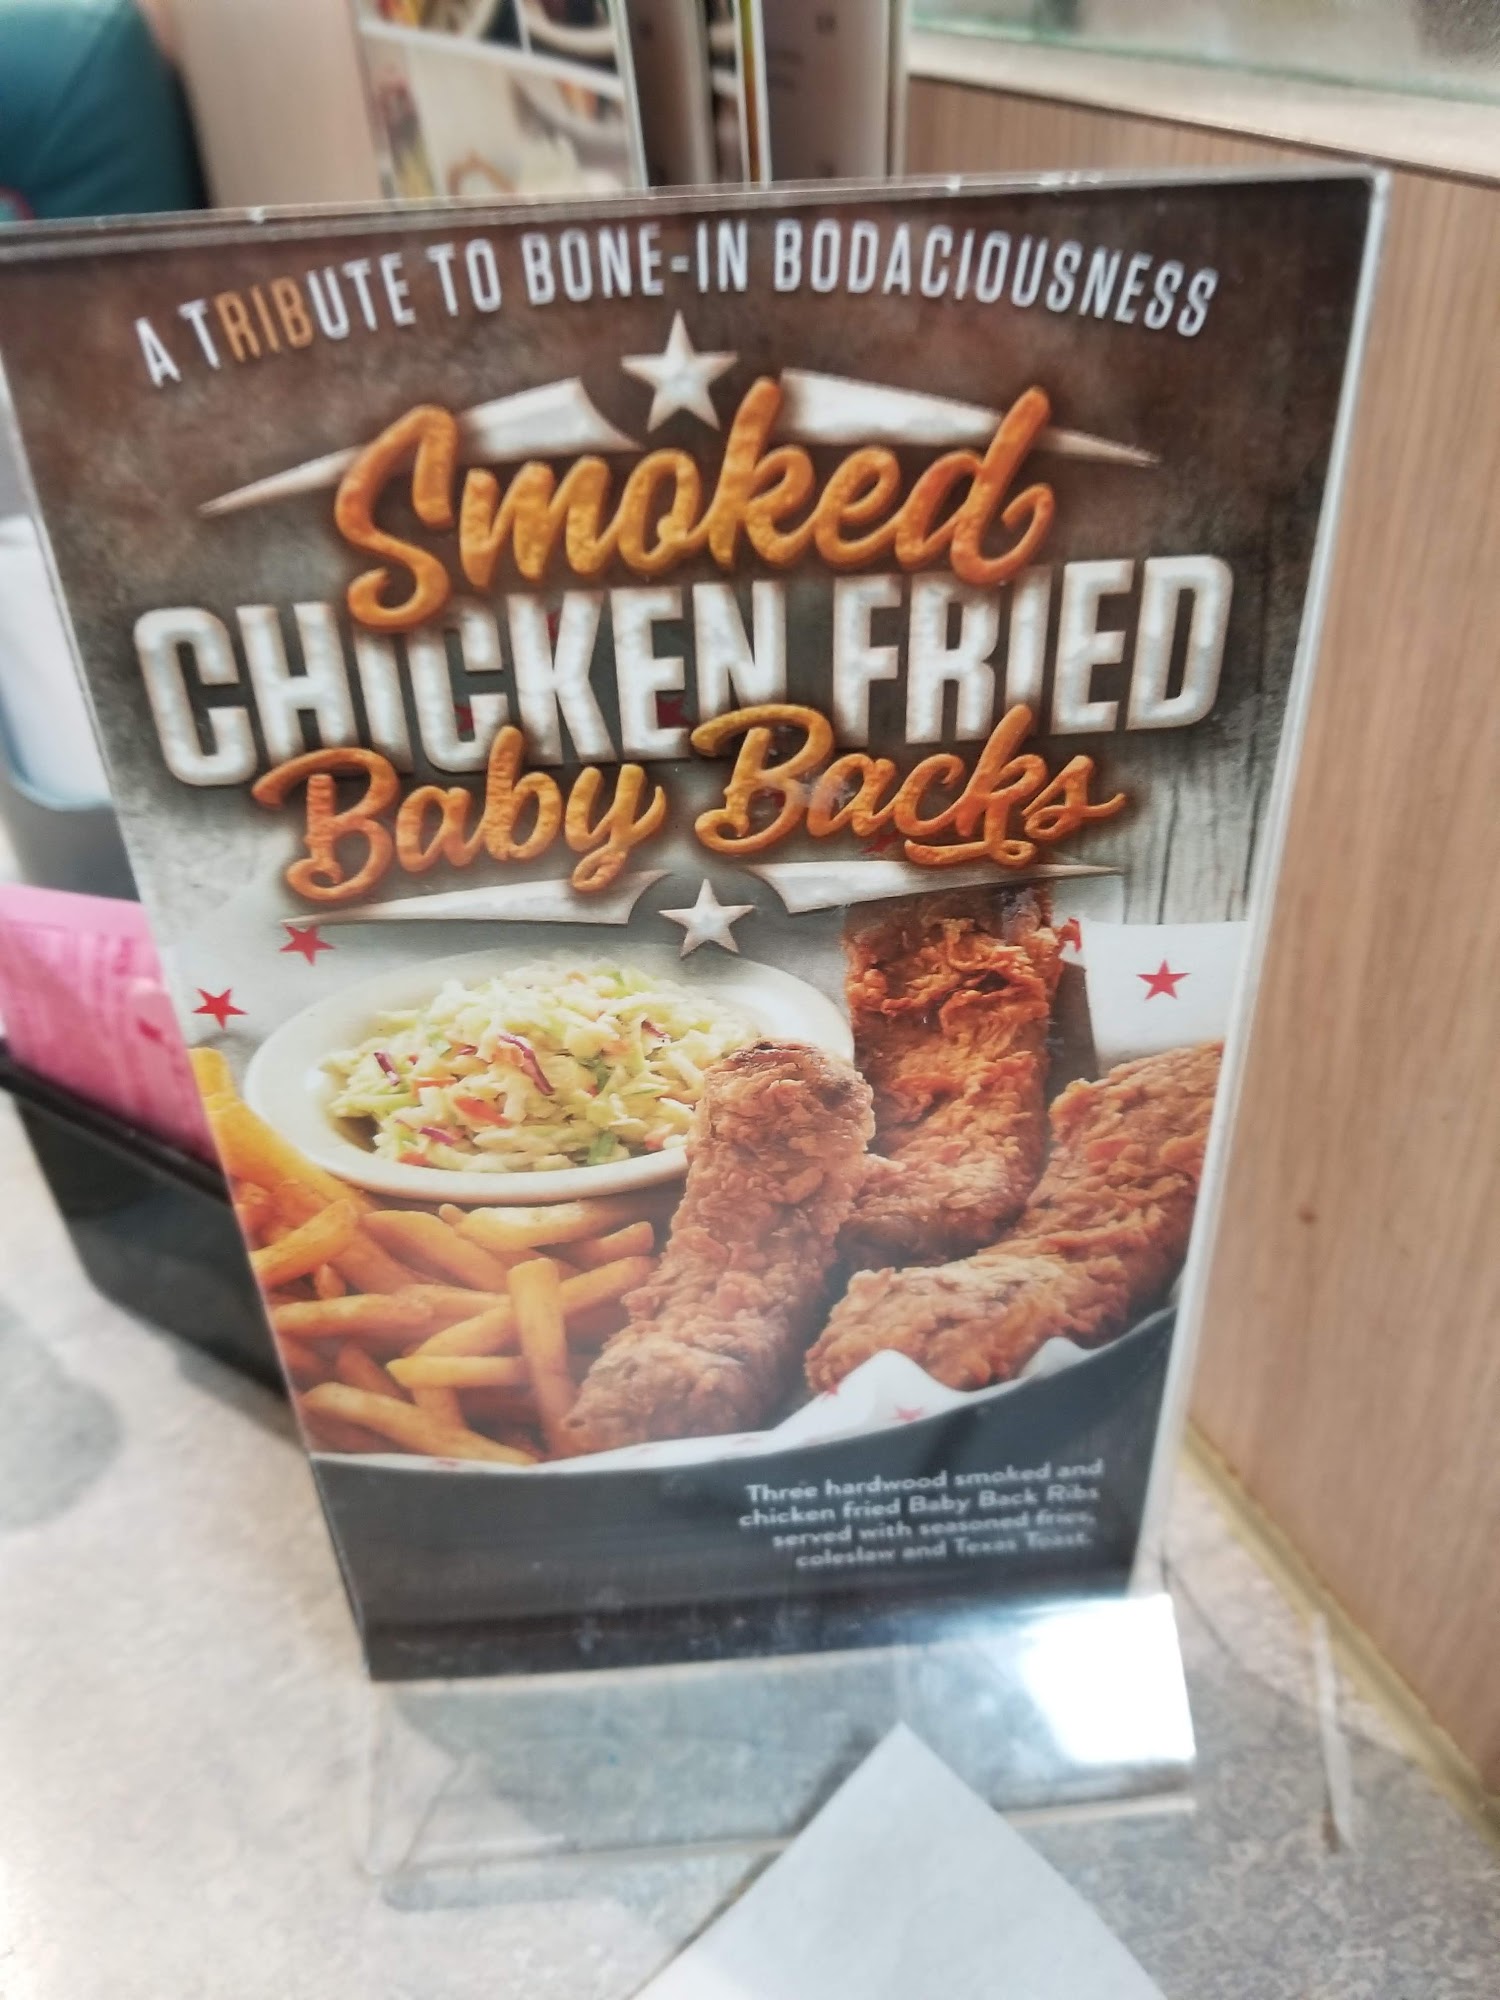 A TRIBUTE TO BONE-IN BODACIOUSNESS
Smoked
CHICKEN FRIED
Baby Backs
Three hardwood smoked and
chicken fried Baby Back Ribs
served with seasoned fries,
coleslaw and Texas Toast.